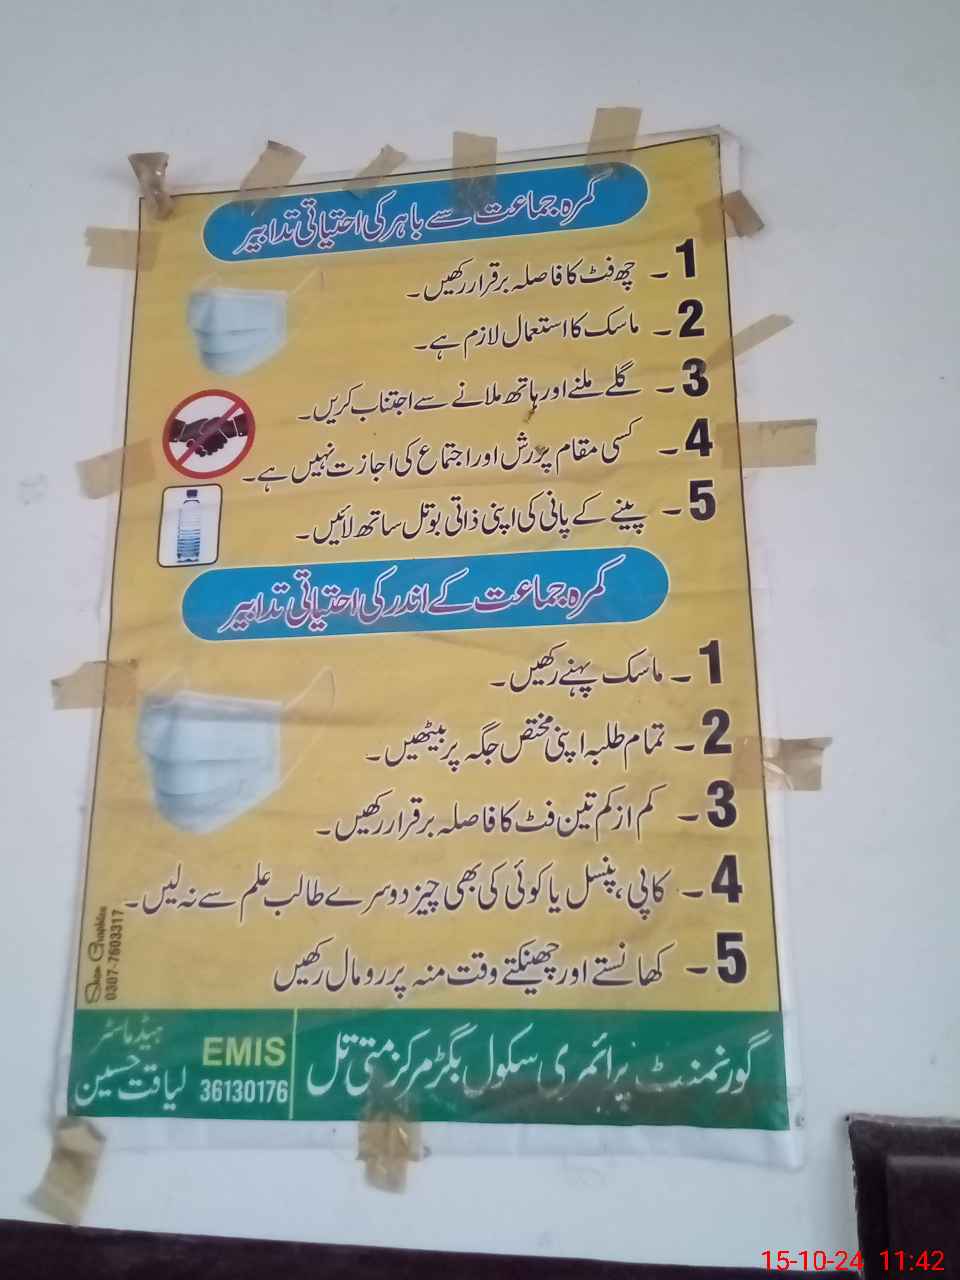 کمرہ جماعت سے باہر کی احتیاتی تدابیر
1 - چھ فٹ کا فاصلہ برقرار رکھیں۔
2 - ماسک کا استعمال لازم ہے۔
3 - گلے ملنے اور ہاتھ ملانے سے اجتناب کریں۔
4 - کسی مقام پر رش اور اجتماع کی اجازت نہیں ہے۔
5 - پینے کے پانی کی اپنی ذاتی بوتل ساتھ لائیں۔
کمرہ جماعت کے اندر کی احتیاتی تدابیر
1 - ماسک پہنے رکھیں۔
2 - تمام طلبہ اپنی مختص جگہ پر بیٹھیں۔
3 - کم از کم تین فٹ کا فاصلہ برقرار رکھیں۔
4 - کاپی، پنسل یا کوئی کی بھی چیز دوسرے طالب علم سے نہ لیں۔
5 - کھانستے اور چھینکتے وقت منہ پر رومال رکھیں
Graphics
0307-7603317
گورنمنٹ پرائمری سکول بگڑ مرکز متی تل
EMIS
36130176
ہیڈ ماسٹر
لیاقت حسین
15-10-24 11:42